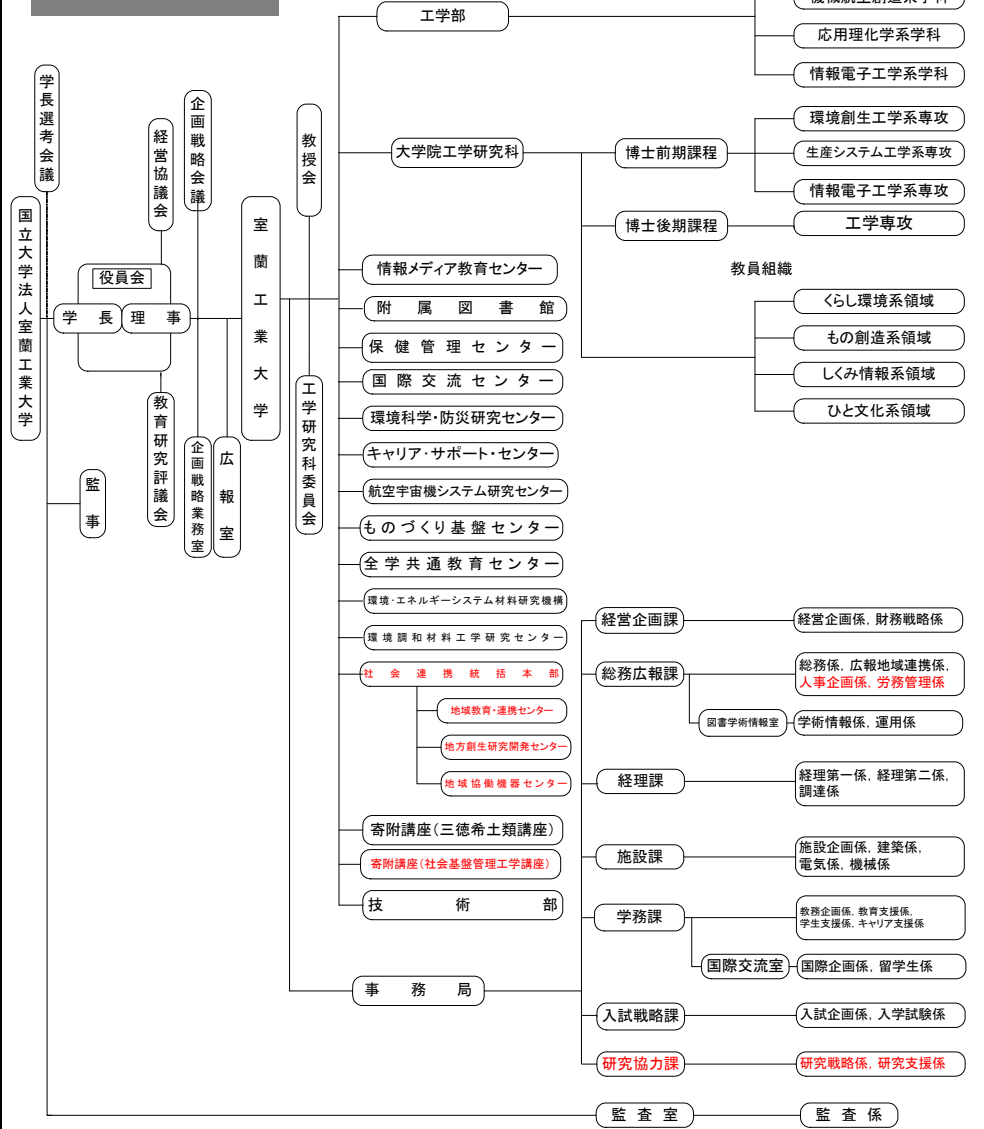 工学部
応用理化学系学科
情報電子工学系学科
学長選考会議
企画戦略会議
経営協議会
教授会
大学院工学研究科
博士前期課程
環境創生工学系専攻
生産システム工学系専攻
情報電子工学系専攻
博士後期課程
工学専攻
国立大学法人室蘭工業大学
役員会
学長
理事
室蘭工業大学
教員組織
くらし環境系領域
もの創造系領域
しくみ情報系領域
ひと文化系領域
情報メディア教育センター
附属図書館
保健管理センター
国際交流センター
環境科学・防災研究センター
キャリア・サポート・センター
航空宇宙機システム研究センター
ものづくり基盤センター
全学共通教育センター
環境・エネルギーシステム材料研究機構
環境調和材料工学研究センター
社会連携統括本部
地域教育・連携センター
地方創生研究開発センター
地域協働機器センター
寄附講座(三徳希土類講座)
寄附講座(社会基盤管理工学講座)
技術部
教育研究評議会
企画戦略業務室
広報室
工学研究科委員会
監事
事務局
経営企画課
経営企画係, 財務戦略係
総務広報課
総務係, 広報地域連携係,
人事企画係, 労務管理係
図書学術情報室
学術情報係, 運用係
経理課
経理第一係, 経理第二係,
調達係
施設課
施設企画係, 建築係,
電気係, 機械係
学務課
教務企画係, 教育支援係,
学生支援係, キャリア支援係
国際交流室
国際企画係, 留学生係
入試戦略課
入試企画係, 入学試験係
研究協力課
研究戦略係, 研究支援係
監査室
監査係